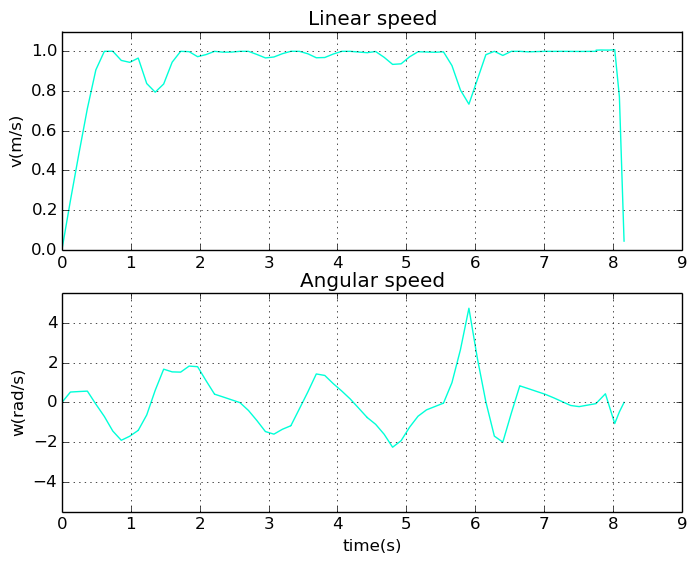 Linear speed
v(m/s)
1.0
0.8
0.6
0.4
0.2
0.0
0 1 2 3 4 5 6 7 8 9
Angular speed
w(rad/s)
4
2
0
−2
−4
0 1 2 3 4 5 6 7 8 9
time(s)